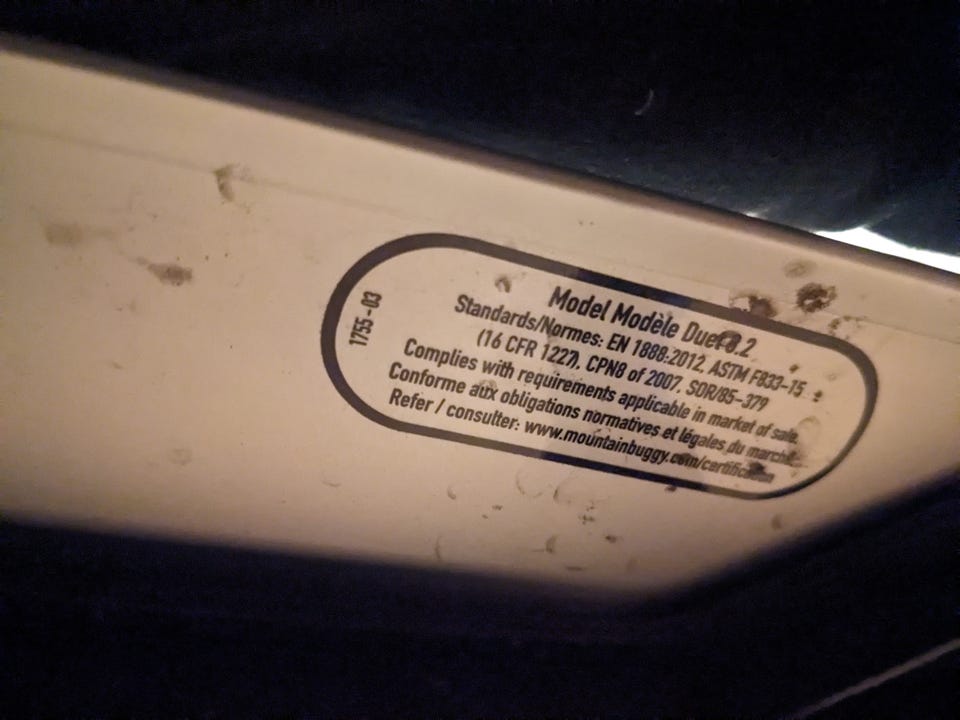 Model Modèle Duet 3.2
Standards/Normes: EN 1888:2012, ASTM F833-15
(16 CFR 1227), CPN8 of 2007, SOR/85-379
Complies with requirements applicable in market of sale.
Conforme aux obligations normatives et légales du marché.
Refer / consulter: www.mountainbuggy.com/certification
1755-03